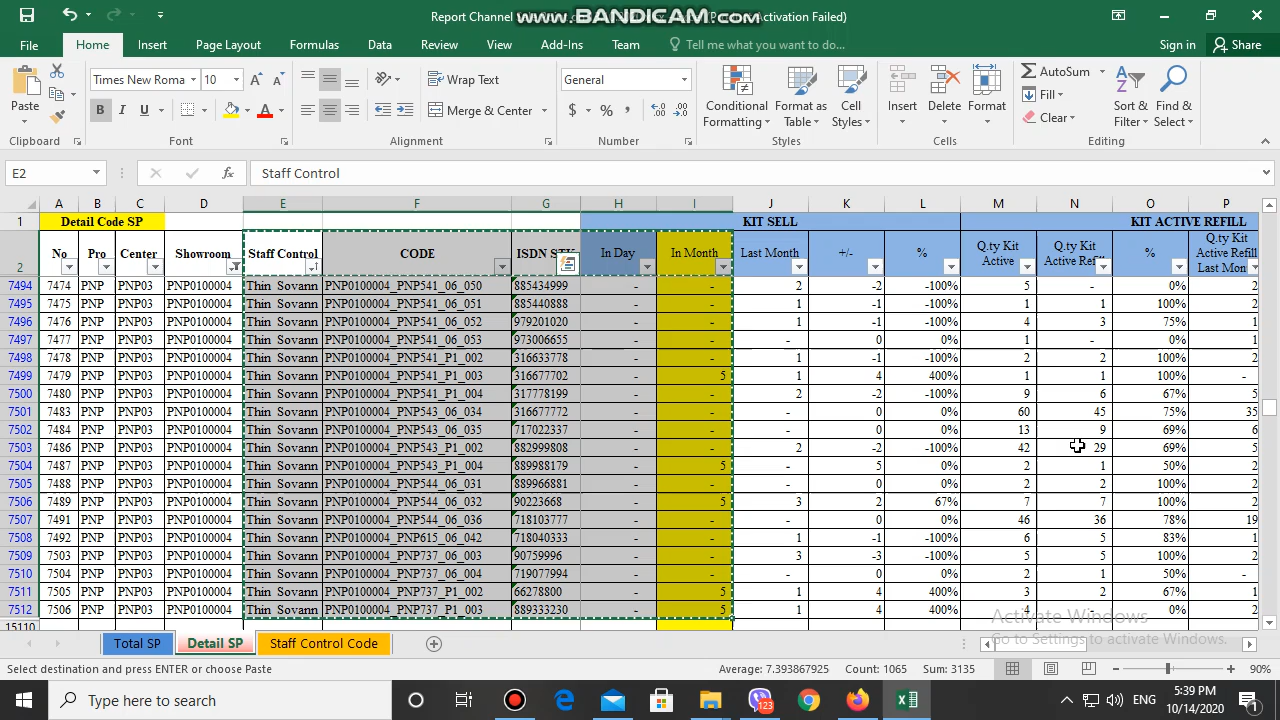 Report Channel
www.BANDICAM.com
Activation Failed)
File Home Insert Page Layout Formulas Data Review View Add-Ins Team Tell me what you want to do... Sign in Share
Paste
Clipboard
Times New Roma 10
B I U A
Font
Wrap Text
Merge & Center
Alignment
General
$ % ,
Number
Conditional Formatting
Format as Table
Cell Styles
Styles
Insert Delete Format
Cells
AutoSum
Fill
Clear
Sort & Filter
Find & Select
Editing
E2 fx Staff Control
A B C D E F G H I J K L M N O P
1 Detail Code SP KIT SELL KIT ACTIVE REFILL
2 No Pro Center Showroom Staff Control CODE ISDN In Day In Month Last Month +/- % Q.ty Kit Active Q.ty Kit % Q.ty Kit Active Refill
7494 7474 PNP PNP03 PNP0100004 Thin Sovann PNP0100004_PNP541_06_050 885434999 - - 2 -2 -100% 5 - 0% 2
7495 7475 PNP PNP03 PNP0100004 Thin Sovann PNP0100004_PNP541_06_051 885440888 - - 1 -1 -100% 1 1 100% 2
7496 7476 PNP PNP03 PNP0100004 Thin Sovann PNP0100004_PNP541_06_052 979201020 - - 1 -1 -100% 4 3 75% 1
7497 7477 PNP PNP03 PNP0100004 Thin Sovann PNP0100004_PNP541_06_053 973006655 - - - 0 0% 1 - 0% 1
7498 7478 PNP PNP03 PNP0100004 Thin Sovann PNP0100004_PNP541_P1_002 316633778 - - 1 -1 -100% 2 2 100% 2
7499 7479 PNP PNP03 PNP0100004 Thin Sovann PNP0100004_PNP541_P1_003 316677702 - 5 1 4 400% 1 1 100% -
7500 7480 PNP PNP03 PNP0100004 Thin Sovann PNP0100004_PNP541_P1_004 317778199 - - 2 -2 -100% 9 6 67% 5
7501 7483 PNP PNP03 PNP0100004 Thin Sovann PNP0100004_PNP543_06_034 316677772 - - - 0 0% 60 45 75% 35
7502 7484 PNP PNP03 PNP0100004 Thin Sovann PNP0100004_PNP543_06_035 717022337 - - - 0 0% 13 9 69% 6
7503 7486 PNP PNP03 PNP0100004 Thin Sovann PNP0100004_PNP543_P1_002 882999808 - - 2 -2 -100% 42 29 69% 5
7504 7487 PNP PNP03 PNP0100004 Thin Sovann PNP0100004_PNP543_P1_004 889988179 - 5 - 5 0% 2 1 50% 2
7505 7488 PNP PNP03 PNP0100004 Thin Sovann PNP0100004_PNP544_06_031 889966881 - - - 0 0% 2 2 100% 2
7506 7489 PNP PNP03 PNP0100004 Thin Sovann PNP0100004_PNP544_06_032 90223668 - 5 3 2 67% 7 7 100% 2
7507 7491 PNP PNP03 PNP0100004 Thin Sovann PNP0100004_PNP544_06_036 718103777 - - - 0 0% 46 36 78% 19
7508 7492 PNP PNP03 PNP0100004 Thin Sovann PNP0100004_PNP615_06_042 718040333 - - 1 -1 -100% 6 5 83% 1
7509 7503 PNP PNP03 PNP0100004 Thin Sovann PNP0100004_PNP737_06_003 90759996 - - 3 -3 -100% 5 5 100% 2
7510 7504 PNP PNP03 PNP0100004 Thin Sovann PNP0100004_PNP737_06_004 719077994 - - - 0 0% 2 1 50% -
7511 7505 PNP PNP03 PNP0100004 Thin Sovann PNP0100004_PNP737_P1_002 66278800 - 5 1 4 400% 3 2 67% 1
7512 7506 PNP PNP03 PNP0100004 Thin Sovann PNP0100004_PNP737_P1_003 889333230 - 5 1 4 400% 4 - 0% 2
15110
Activate Windows
Go to Settings to activate Windows.
Total SP Detail SP Staff Control Code
Select destination and press ENTER or choose Paste Average: 7.393867925 Count: 1065 Sum: 3135 90%
Type here to search 123 ENG 5:39 PM 10/14/2020 1